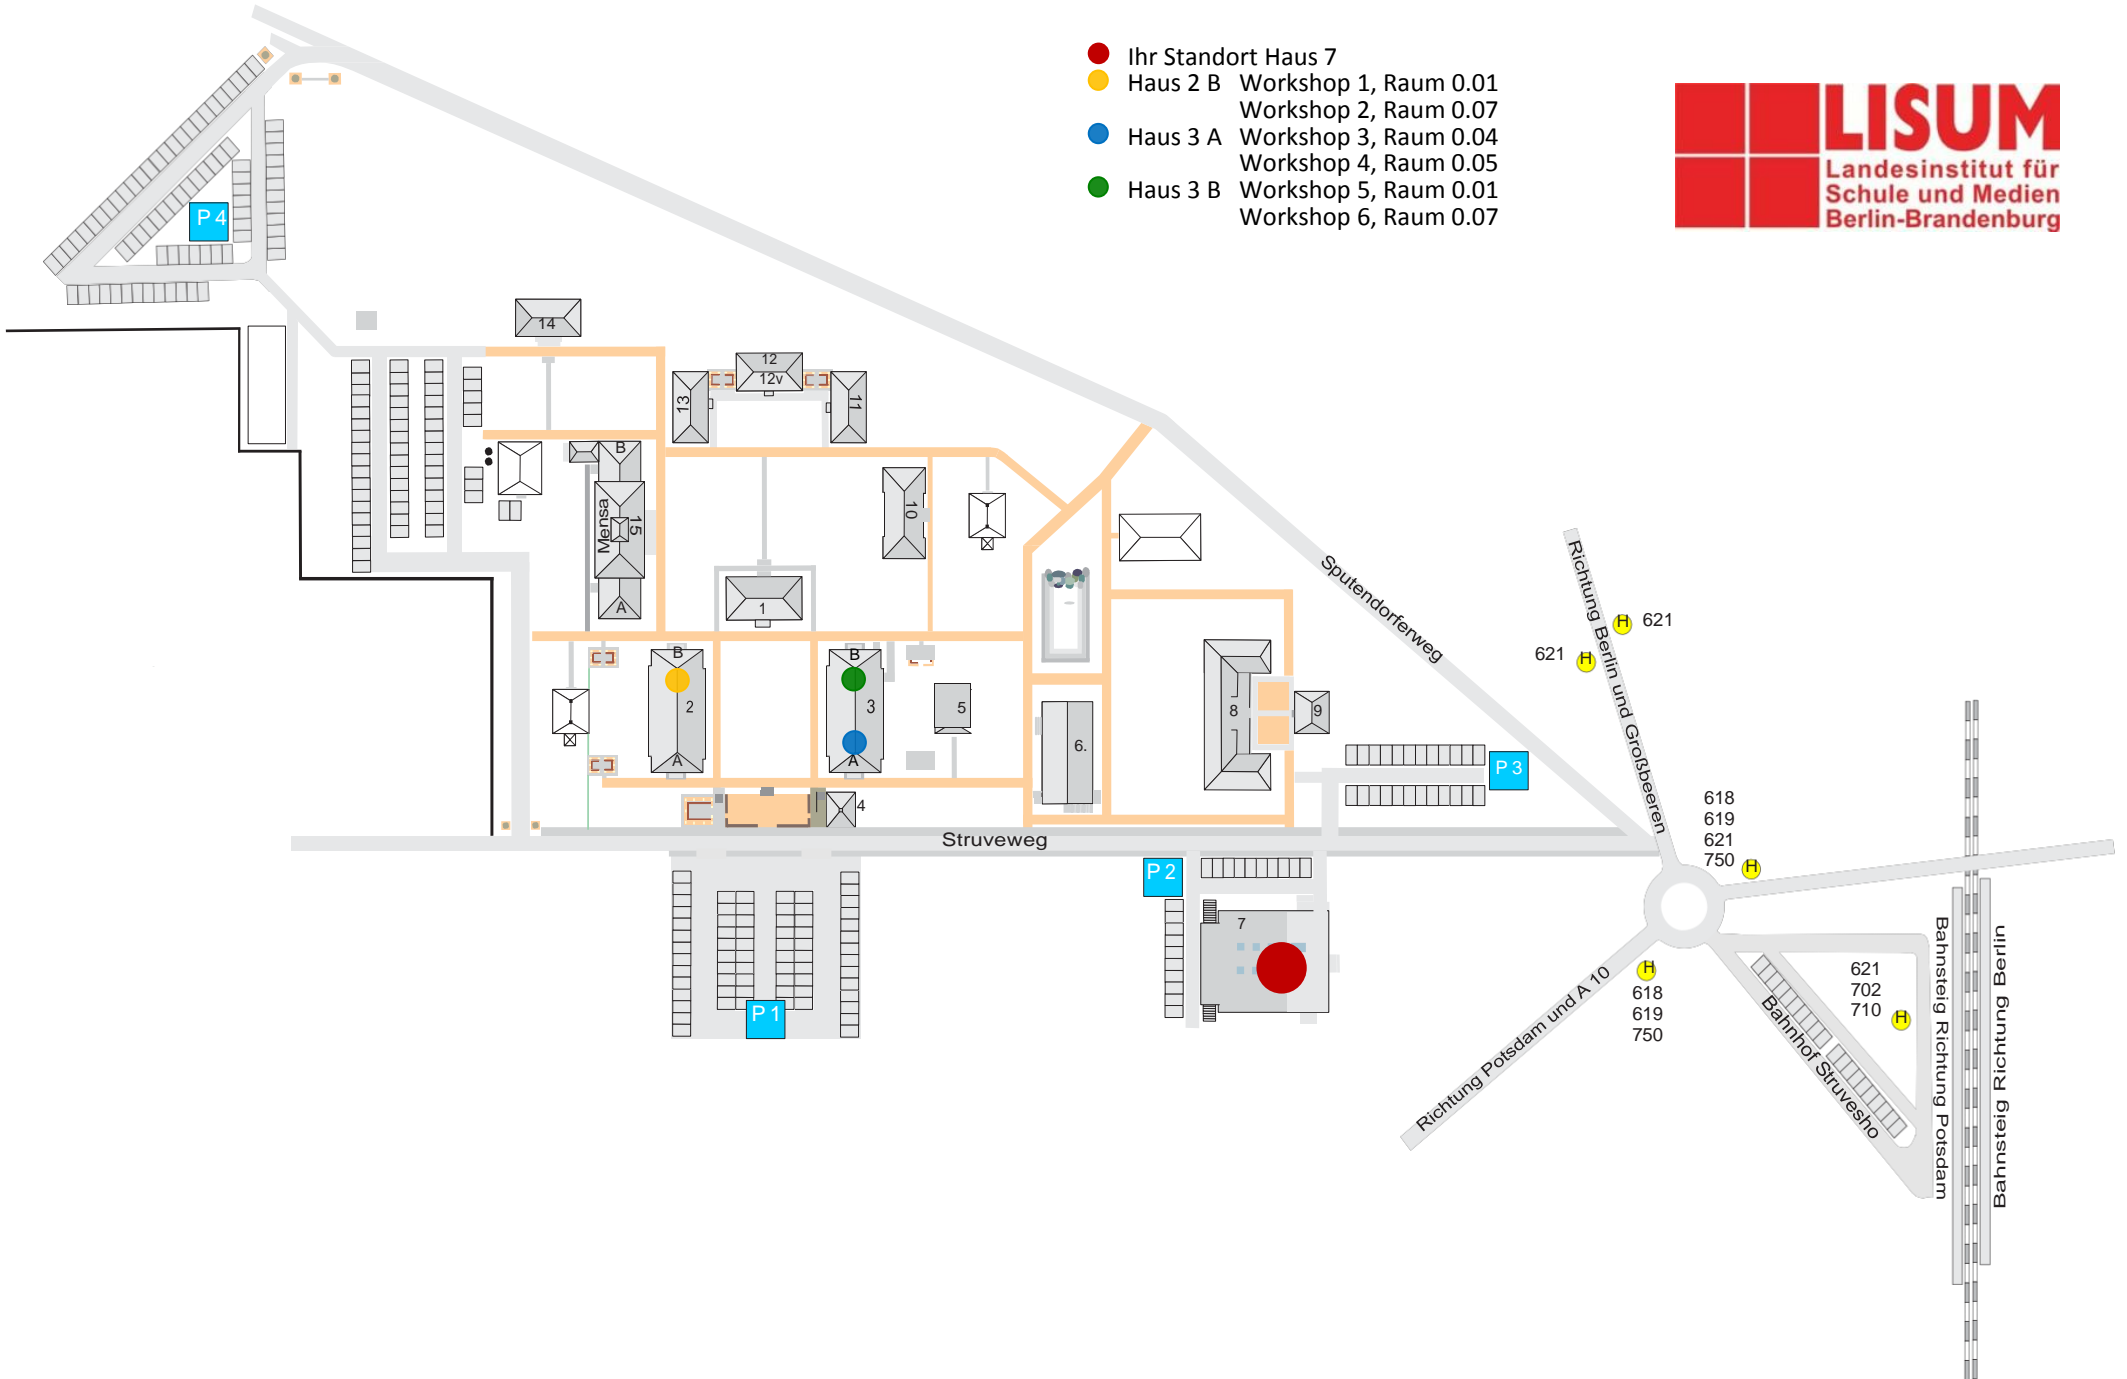 Ihr Standort Haus 7
Haus 2 B Workshop 1, Raum 0.01
Workshop 2, Raum 0.07
Haus 3 A Workshop 3, Raum 0.04
Workshop 4, Raum 0.05
Haus 3 B Workshop 5, Raum 0.01
Workshop 6, Raum 0.07
LISUM
Landesinstitut für
Schule und Medien
Berlin-Brandenburg
P 4
14
12
12v
13
11
B
Mensa
15
A
10
1
Sputendorferweg
Richtung Berlin und Großbeeren
H 621
621 H
B
2
A
B
3
A
5
6.
8
9
P 3
4
Struveweg
P 1
P 2
7
618
619
621
750 H
H
618
619
750
Richtung Potsdam und A 10
621
702
710 H
Bahnhof Struvesho
Bahnsteig Richtung Potsdam
Bahnsteig Richtung Berlin